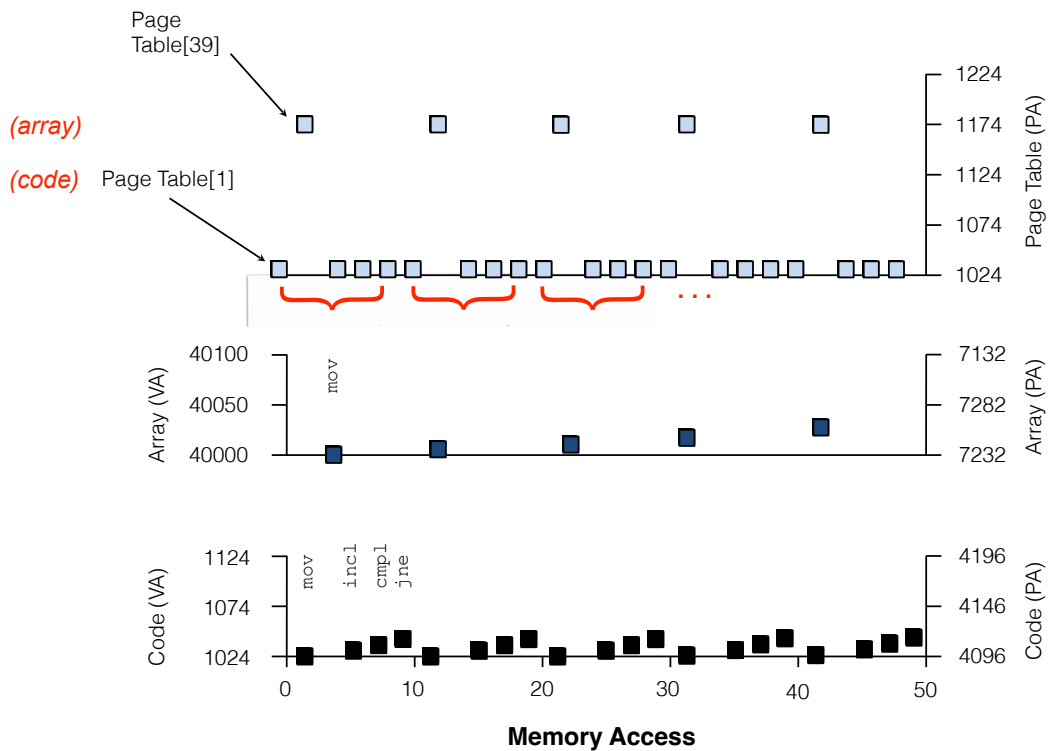 Page
Table[39]
1224
(array)
1174
(code)
Page Table[1]
1124
1074
1024
Page Table (PA)
. . .
Array (VA)
40100
40050
40000
mov
7132
7282
7232
Array (PA)
Code (VA)
1124
1074
1024
mov
incl
cmpl
jne
4196
4146
4096
Code (PA)
0
10
20
30
40
50
Memory Access